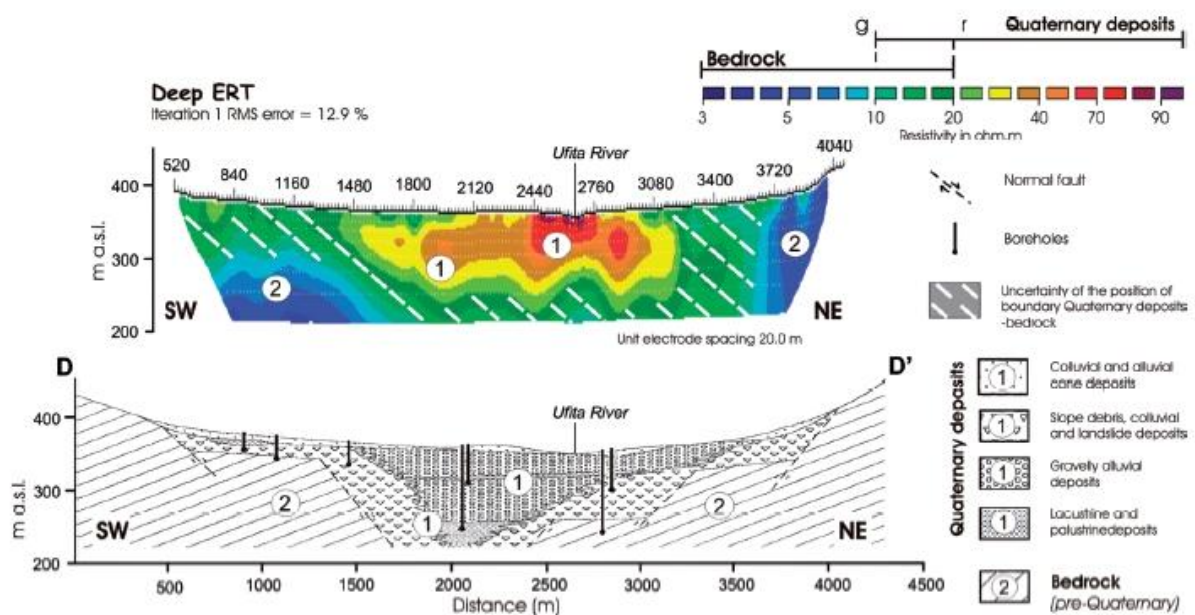 g r Quaternary deposits
Bedrock
Deep ERT
Iteration 1 RMS error = 12.9 %
3 5 10 20 40 70 90
Resistivity in ohm.m
Ufita River
520 840 1160 1480 1800 2120 2440 2760 3080 3400 3720 4040
400
300
200
m a.s.l.
1
1
2
2
SW
NE
Unit electrode spacing 20.0 m
Normal fault
Boreholes
Uncertainty of the position of
boundary Quaternary deposits
-bedrock
D
D'
Ufita River
400
300
200
m a.s.l.
1
1
2
2
SW
NE
500 1000 1500 2000 2500 3000 3500 4000 4500
Distance (m)
Quaternary deposits
1
Colluvial and alluvial
cone deposits
1
Slope debris, colluvial
and landslide deposits
1
Gravelly alluvial
deposits
1
Lacustrine and
palustrinedeposits
2
Bedrock
(pre-Quaternary)